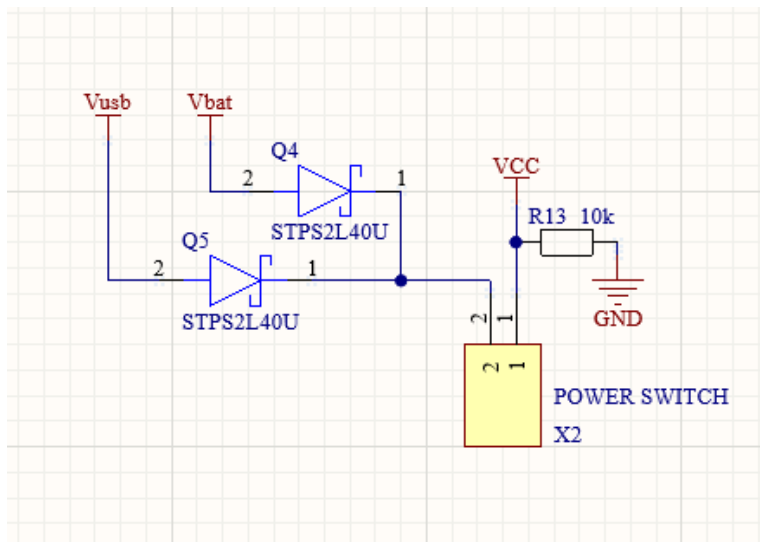 Vusb Vbat
Q4
2 1
VCC
STPS2L40U
R13 10k
Q5
2 1
STPS2L40U
GND
2 1
2 1
POWER SWITCH
X2